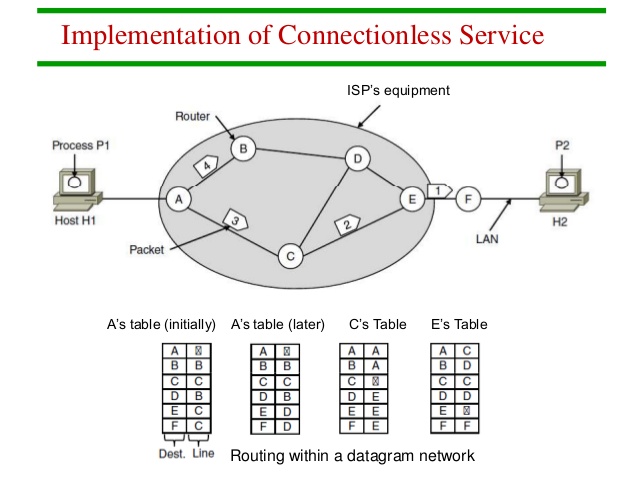 Implementation of Connectionless Service
ISP's equipment
Router
Process P1
P2
B
D
4
1
A
E
F
3
2
Host H1
H2
Packet
LAN
C
A's table (initially) A's table (later) C's Table E's Table
A A A A A C
B B B B B A B D
C C C C C C C
D B D B D E D D
E C E D E E E
F C F D F E F F
Dest. Line
Routing within a datagram network